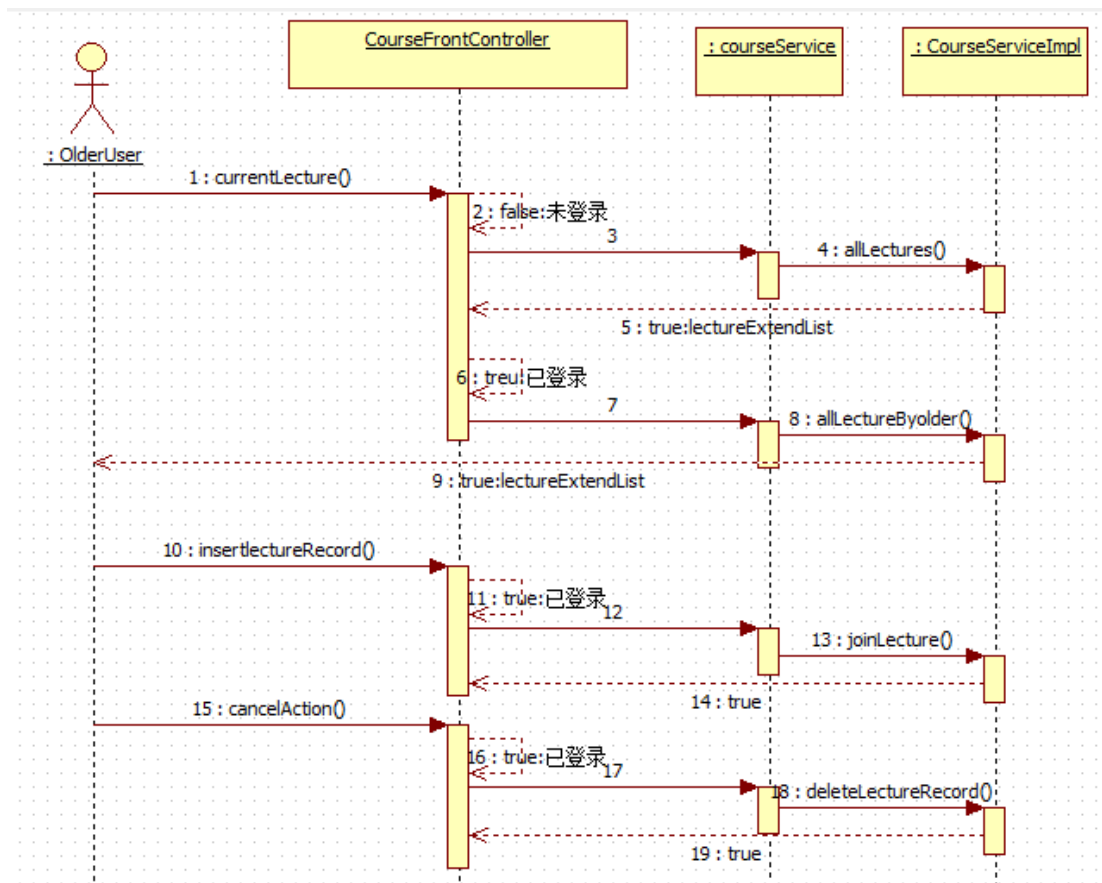 CourseFrontController
: courseService
: CourseServiceImpl
: OlderUser
1 : currentLecture()
2 : false:未登录
3
4 : allLectures()
5 : true:lectureExtendList
6 : treu:已登录
7
8 : allLectureByolder()
9 : true:lectureExtendList
10 : insertlectureRecord()
11 : true:已登录
12
13 : joinLecture()
14 : true
15 : cancelAction()
16 : true:已登录
17
18 : deleteLectureRecord()
19 : true